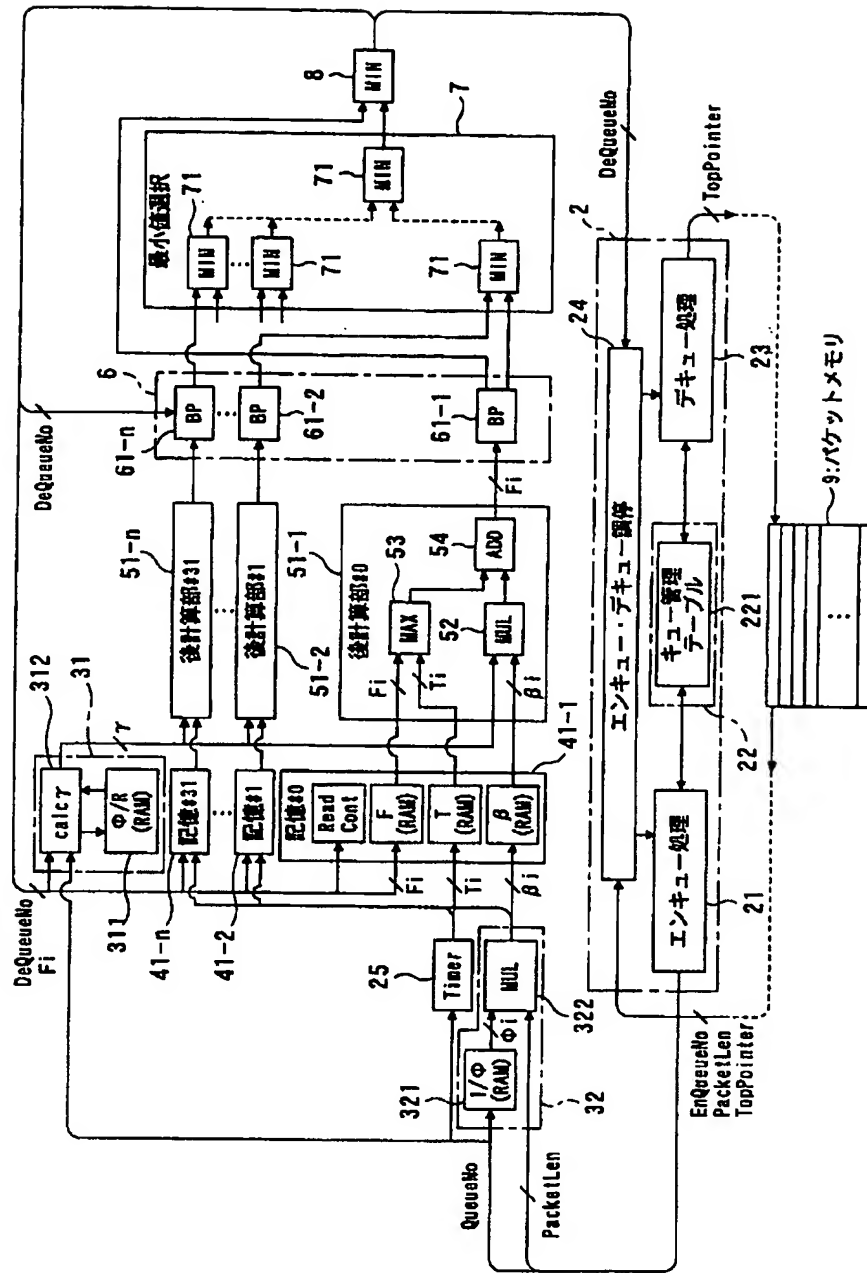 DeQueueNo
Fi
312
31
calcγ
Φ/R
(RAM)
311
γ
DeQueueNo
51-n
後計算部#31
後計算部#1
51-2
41-n
記憶#31
記憶#1
41-2
記憶#0
Read
Cont
F
(RAM)
T
(RAM)
β
(RAM)
41-1
Fi
Ti
βi
Fi
Ti
βi
51-1
後計算部#0
53
MAX
54
ADD
52
MUL
Fi
6
BP
61-n
BP
61-2
61-1
BP
最小値選択
71
MIN
MIN
71
71
MIN
71
MIN
7
8
MIN
25
Timer
MUL
322
Φi
321
1/Φ
(RAM)
32
QueueNo
PacketLen
EnQueueNo
PacketLen
TopPointer
DeQueueNo
2
24
エンキュー・デキュー調停
エンキュー処理
21
キュー管理
テーブル
221
22
デキュー処理
23
TopPointer
9:パケットメモリ